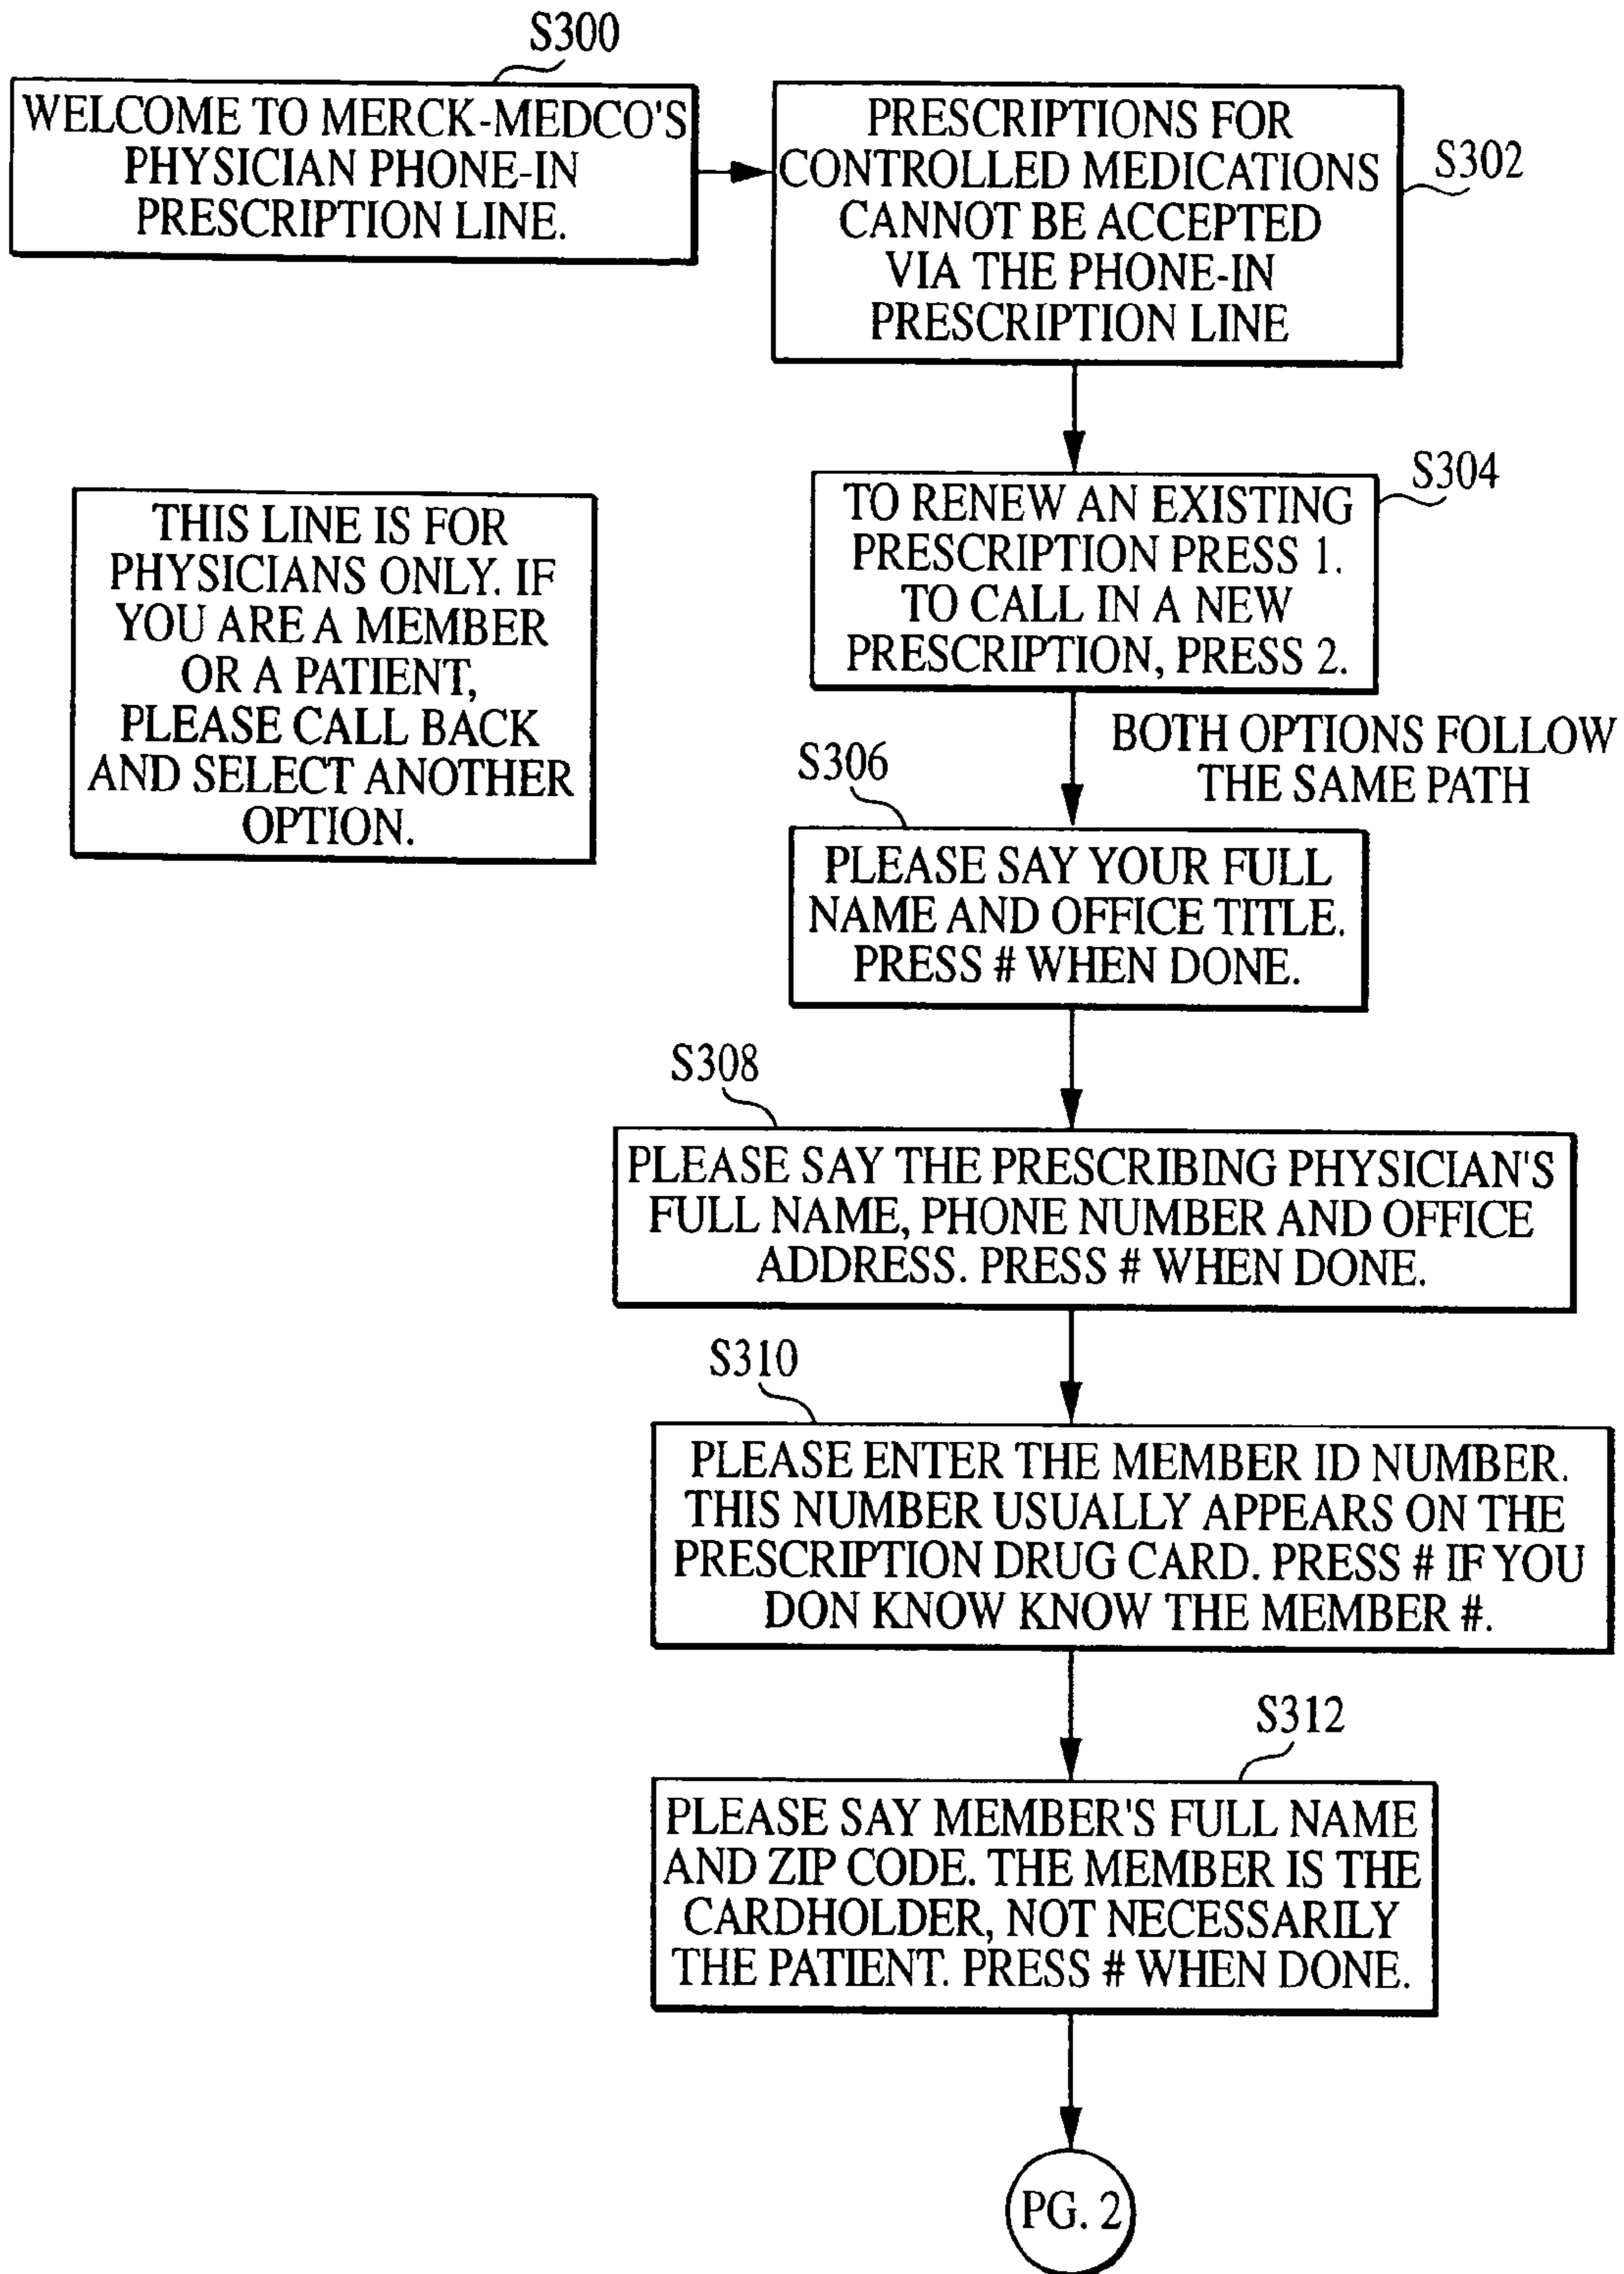 S300
WELCOME TO MERCK-MEDCO'S
PHYSICIAN PHONE-IN
PRESCRIPTION LINE.
PRESCRIPTIONS FOR
CONTROLLED MEDICATIONS
CANNOT BE ACCEPTED
VIA THE PHONE-IN
PRESCRIPTION LINE
S302
THIS LINE IS FOR
PHYSICIANS ONLY. IF
YOU ARE A MEMBER
OR A PATIENT,
PLEASE CALL BACK
AND SELECT ANOTHER
OPTION.
S304
TO RENEW AN EXISTING
PRESCRIPTION PRESS 1.
TO CALL IN A NEW
PRESCRIPTION, PRESS 2.
BOTH OPTIONS FOLLOW
THE SAME PATH
S306
PLEASE SAY YOUR FULL
NAME AND OFFICE TITLE.
PRESS # WHEN DONE.
S308
PLEASE SAY THE PRESCRIBING PHYSICIAN'S
FULL NAME, PHONE NUMBER AND OFFICE
ADDRESS. PRESS # WHEN DONE.
S310
PLEASE ENTER THE MEMBER ID NUMBER.
THIS NUMBER USUALLY APPEARS ON THE
PRESCRIPTION DRUG CARD. PRESS # IF YOU
DON KNOW KNOW THE MEMBER #.
S312
PLEASE SAY MEMBER'S FULL NAME
AND ZIP CODE. THE MEMBER IS THE
CARDHOLDER, NOT NECESSARILY
THE PATIENT. PRESS # WHEN DONE.
PG. 2